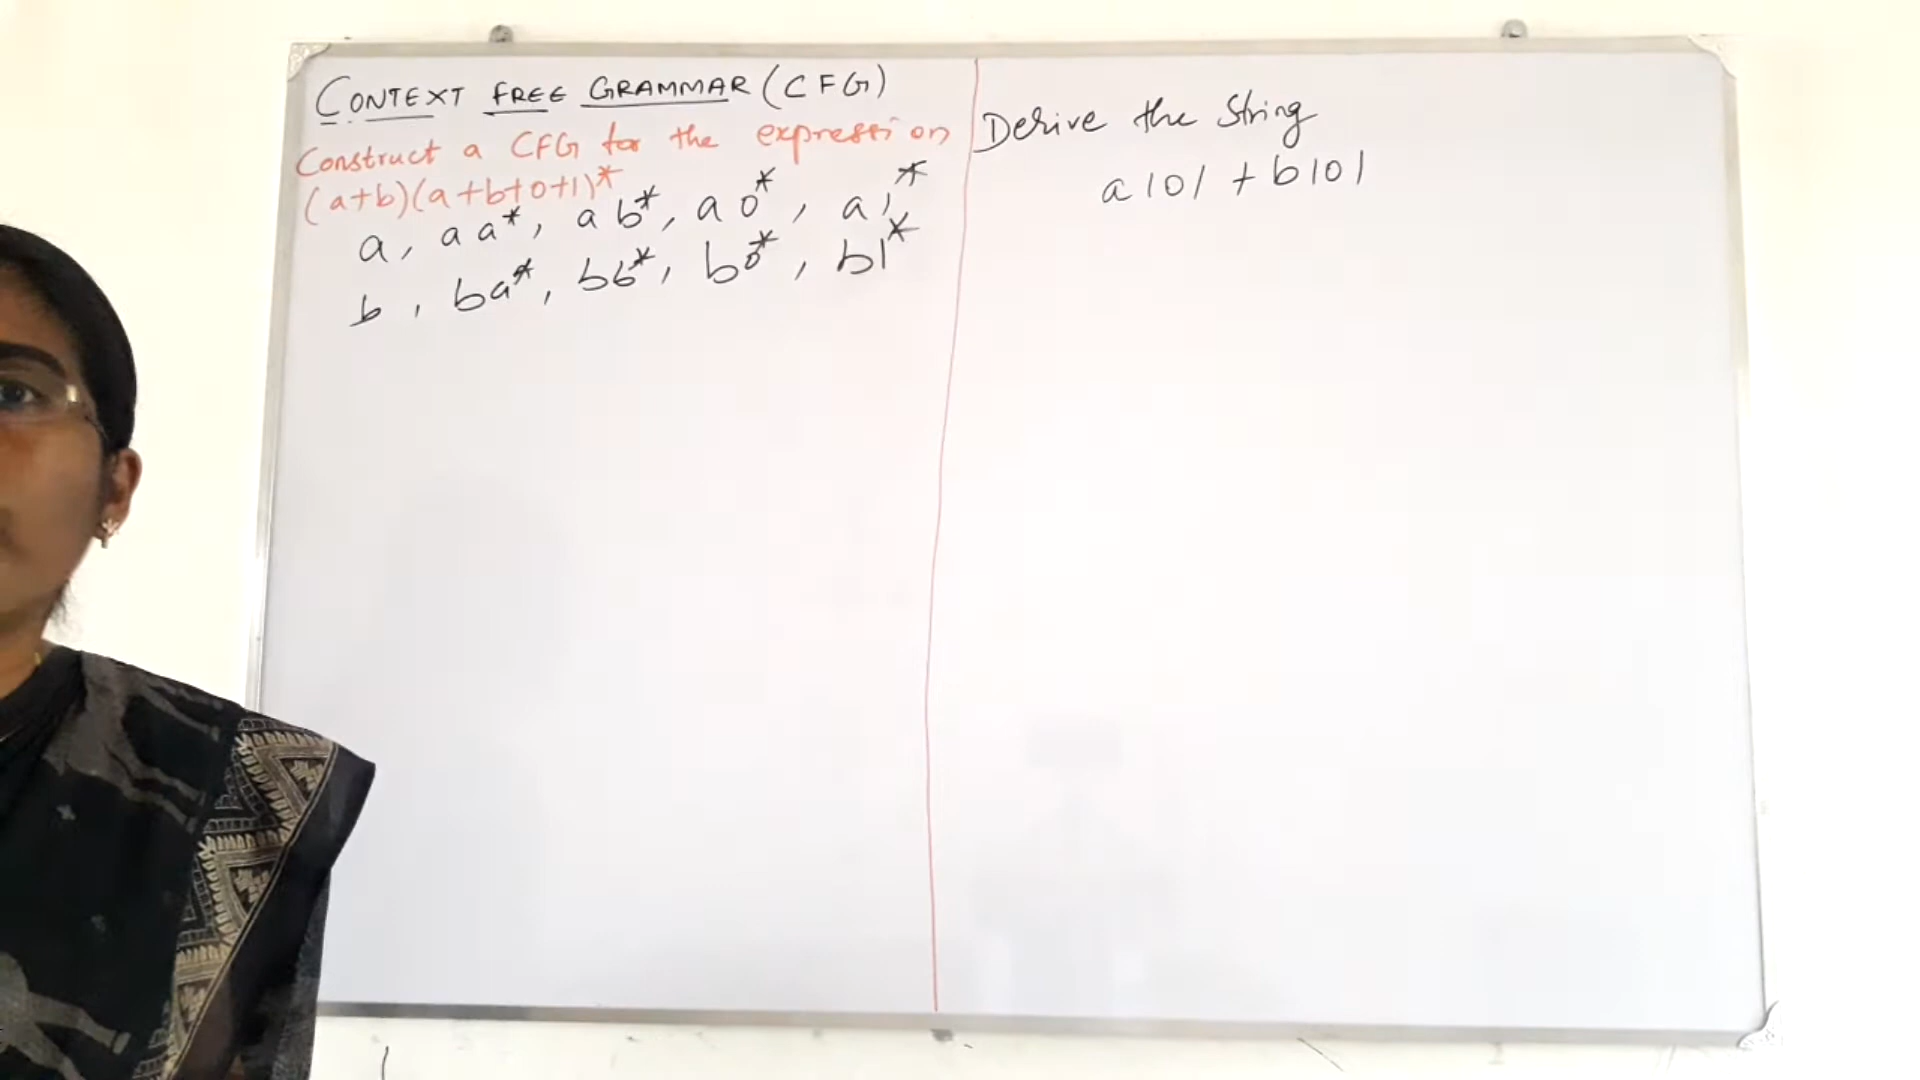 CONTEXT FREE GRAMMAR (CFG)
Construct a CFG for the expression
(a+b)(a+b+0+1)*
a, aa*, ab*, a0*, a1*
b, ba*, bb*, b0*, b1*
Derive the String
a101 + b101